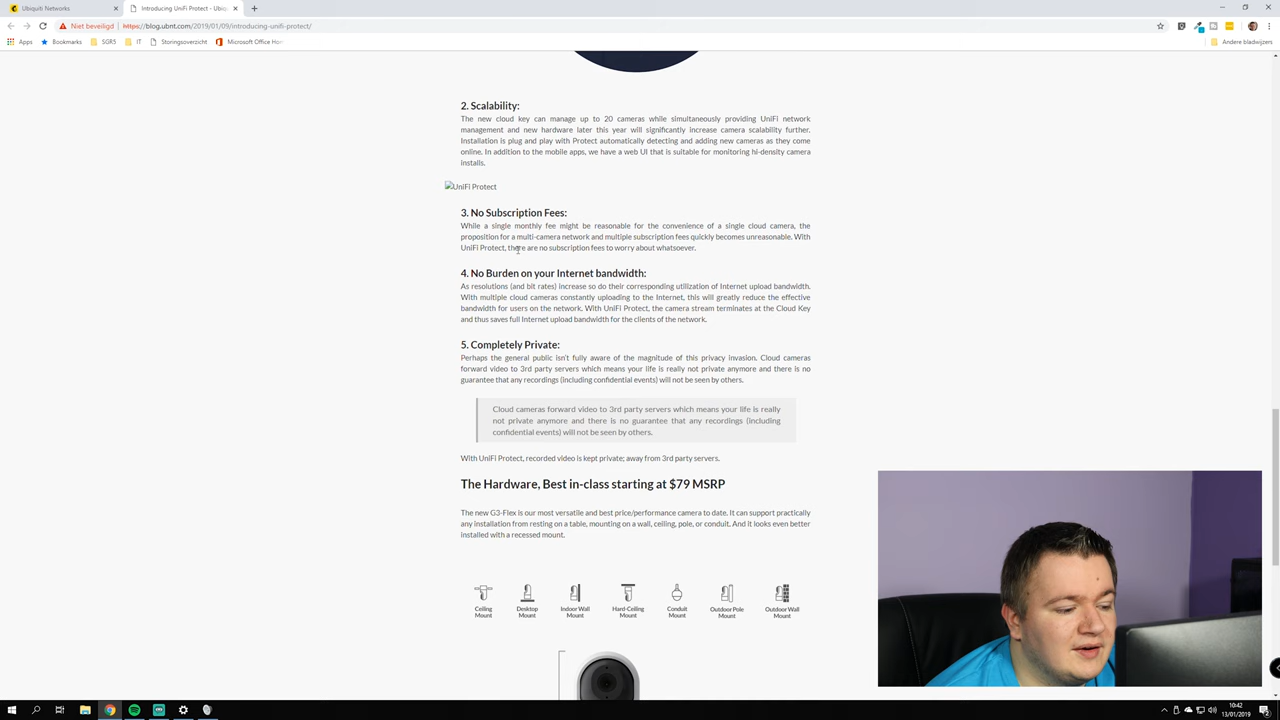 Ubiquiti Networks
Introducing UniFi Protect - Ubiq
Niet beveiligd
https://blog.ubnt.com/2019/01/09/introducing-unifi-protect/
Apps
Bookmarks
SGR5
IT
Storingsoverzicht
Microsoft Office Hom
Andere bladwijzers
2. Scalability:
The new cloud key can manage up to 20 cameras while simultaneously providing UniFi network
management and new hardware later this year will significantly increase camera scalability further.
Installation is plug and play with Protect automatically detecting and adding new cameras as they come
online. In addition to the mobile apps, we have a web UI that is suitable for monitoring hi-density camera
installs.
UniFi Protect
3. No Subscription Fees:
While a single monthly fee might be reasonable for the convenience of a single cloud camera, the
proposition for a multi-camera network and multiple subscription fees quickly becomes unreasonable. With
UniFi Protect, there are no subscription fees to worry about whatsoever.
4. No Burden on your Internet bandwidth:
As resolutions (and bit rates) increase so do their corresponding utilization of Internet upload bandwidth.
With multiple cloud cameras constantly uploading to the Internet, this will greatly reduce the effective
bandwidth for users on the network. With UniFi Protect, the camera stream terminates at the Cloud Key
and thus saves full Internet upload bandwidth for the clients of the network.
5. Completely Private:
Perhaps the general public isn't fully aware of the magnitude of this privacy invasion. Cloud cameras
forward video to 3rd party servers which means your life is really not private anymore and there is no
guarantee that any recordings (including confidential events) will not be seen by others.
Cloud cameras forward video to 3rd party servers which means your life is really
not private anymore and there is no guarantee that any recordings (including
confidential events) will not be seen by others.
With UniFi Protect, recorded video is kept private; away from 3rd party servers.
The Hardware, Best in-class starting at $79 MSRP
The new G3-Flex is our most versatile and best price/performance camera to date. It can support practically
any installation from resting on a table, mounting on a wall, ceiling, pole, or conduit. And it looks even better
installed with a recessed mount.
Ceiling Mount
Desktop Mount
Indoor Wall Mount
Hard-Ceiling Mount
Conduit Mount
Outdoor Pole Mount
Outdoor Wall Mount
10:42
13/01/2019